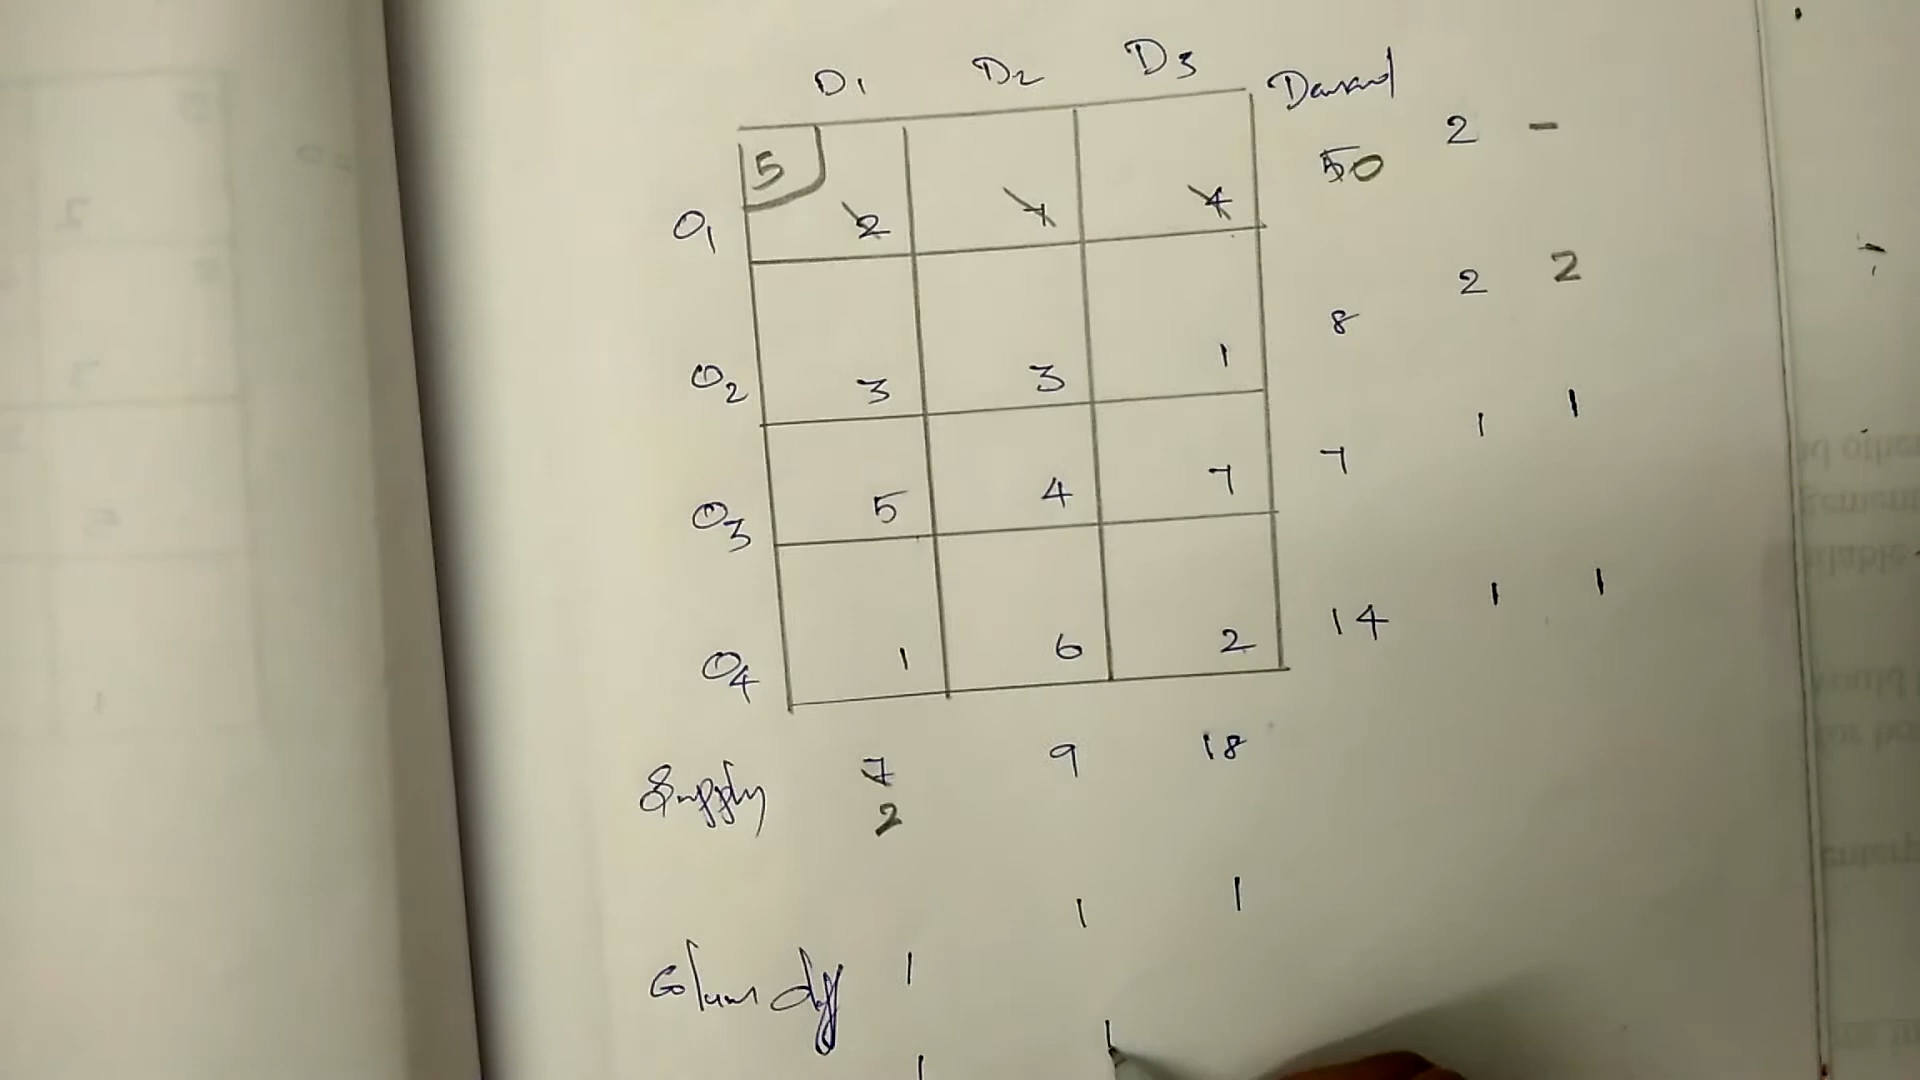 D1 D2 D3 Demand
5 2 7 4 50 2 -
O1
O2 3 3 1 8 2 2
O3 5 4 7 7 1 1
O4 1 6 2 14 1 1
Supply 7 9 18
2
Column diff 1 1 1
1 1